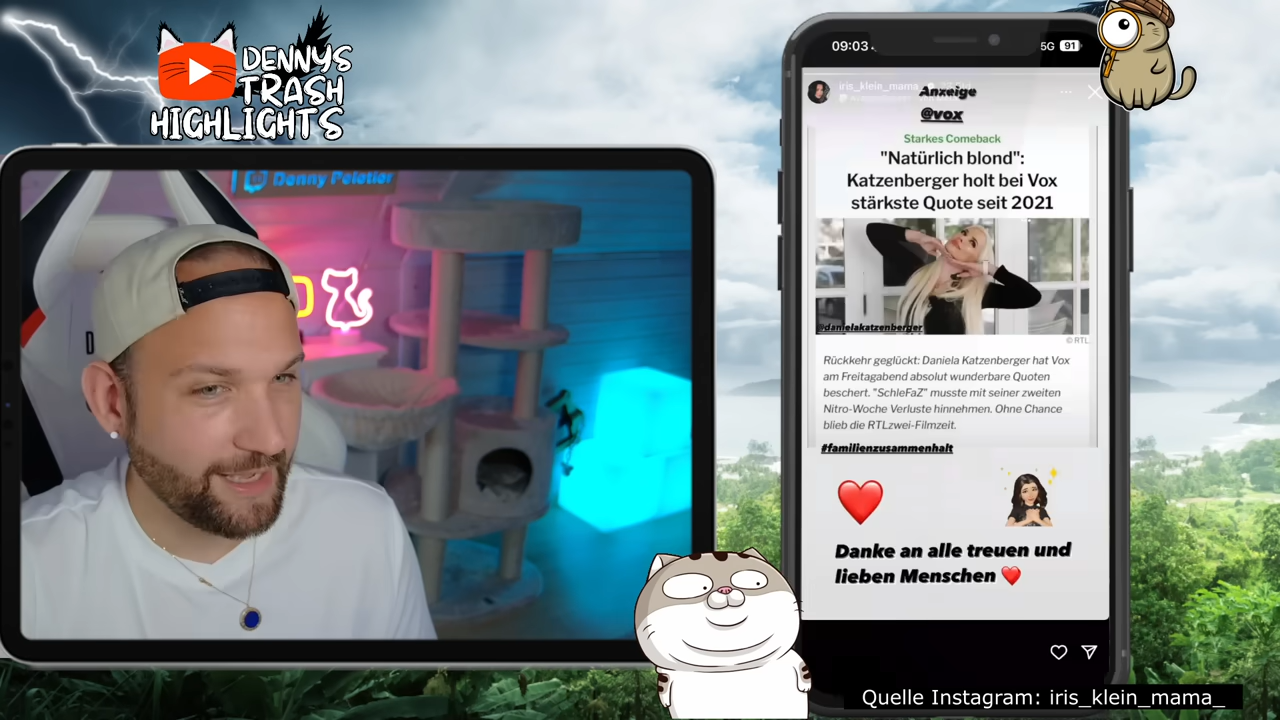 DENNYS
TRASH
HIGHLIGHTS
Denny Peletier
D
09:03
5G 91
iris_klein_mama_
Anzeige
@vox
Starkes Comeback
"Natürlich blond":
Katzenberger holt bei Vox
stärkste Quote seit 2021
@danielakatzenberger
© RTL
Rückkehr geglückt: Daniela Katzenberger hat Vox
am Freitagabend absolut wunderbare Quoten
beschert. "SchleFaZ" musste mit seiner zweiten
Nitro-Woche Verluste hinnehmen. Ohne Chance
blieb die RTLzwei-Filmzeit.
#familienzusammenhalt
Danke an alle treuen und
lieben Menschen
Quelle Instagram: iris_klein_mama_